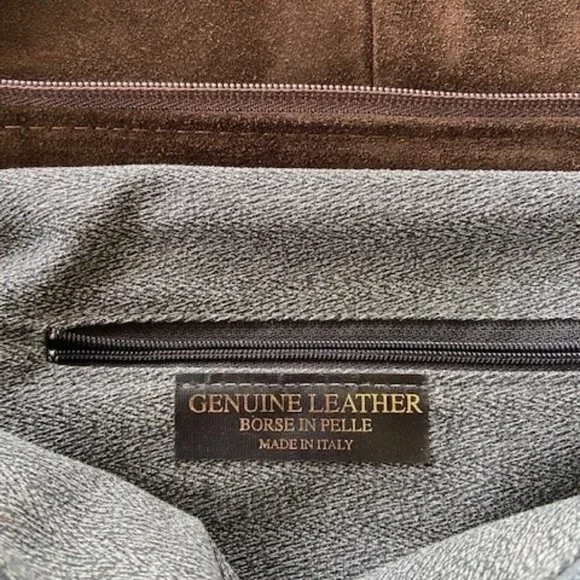 GENUINE LEATHER
BORSE IN PELLE
MADE IN ITALY